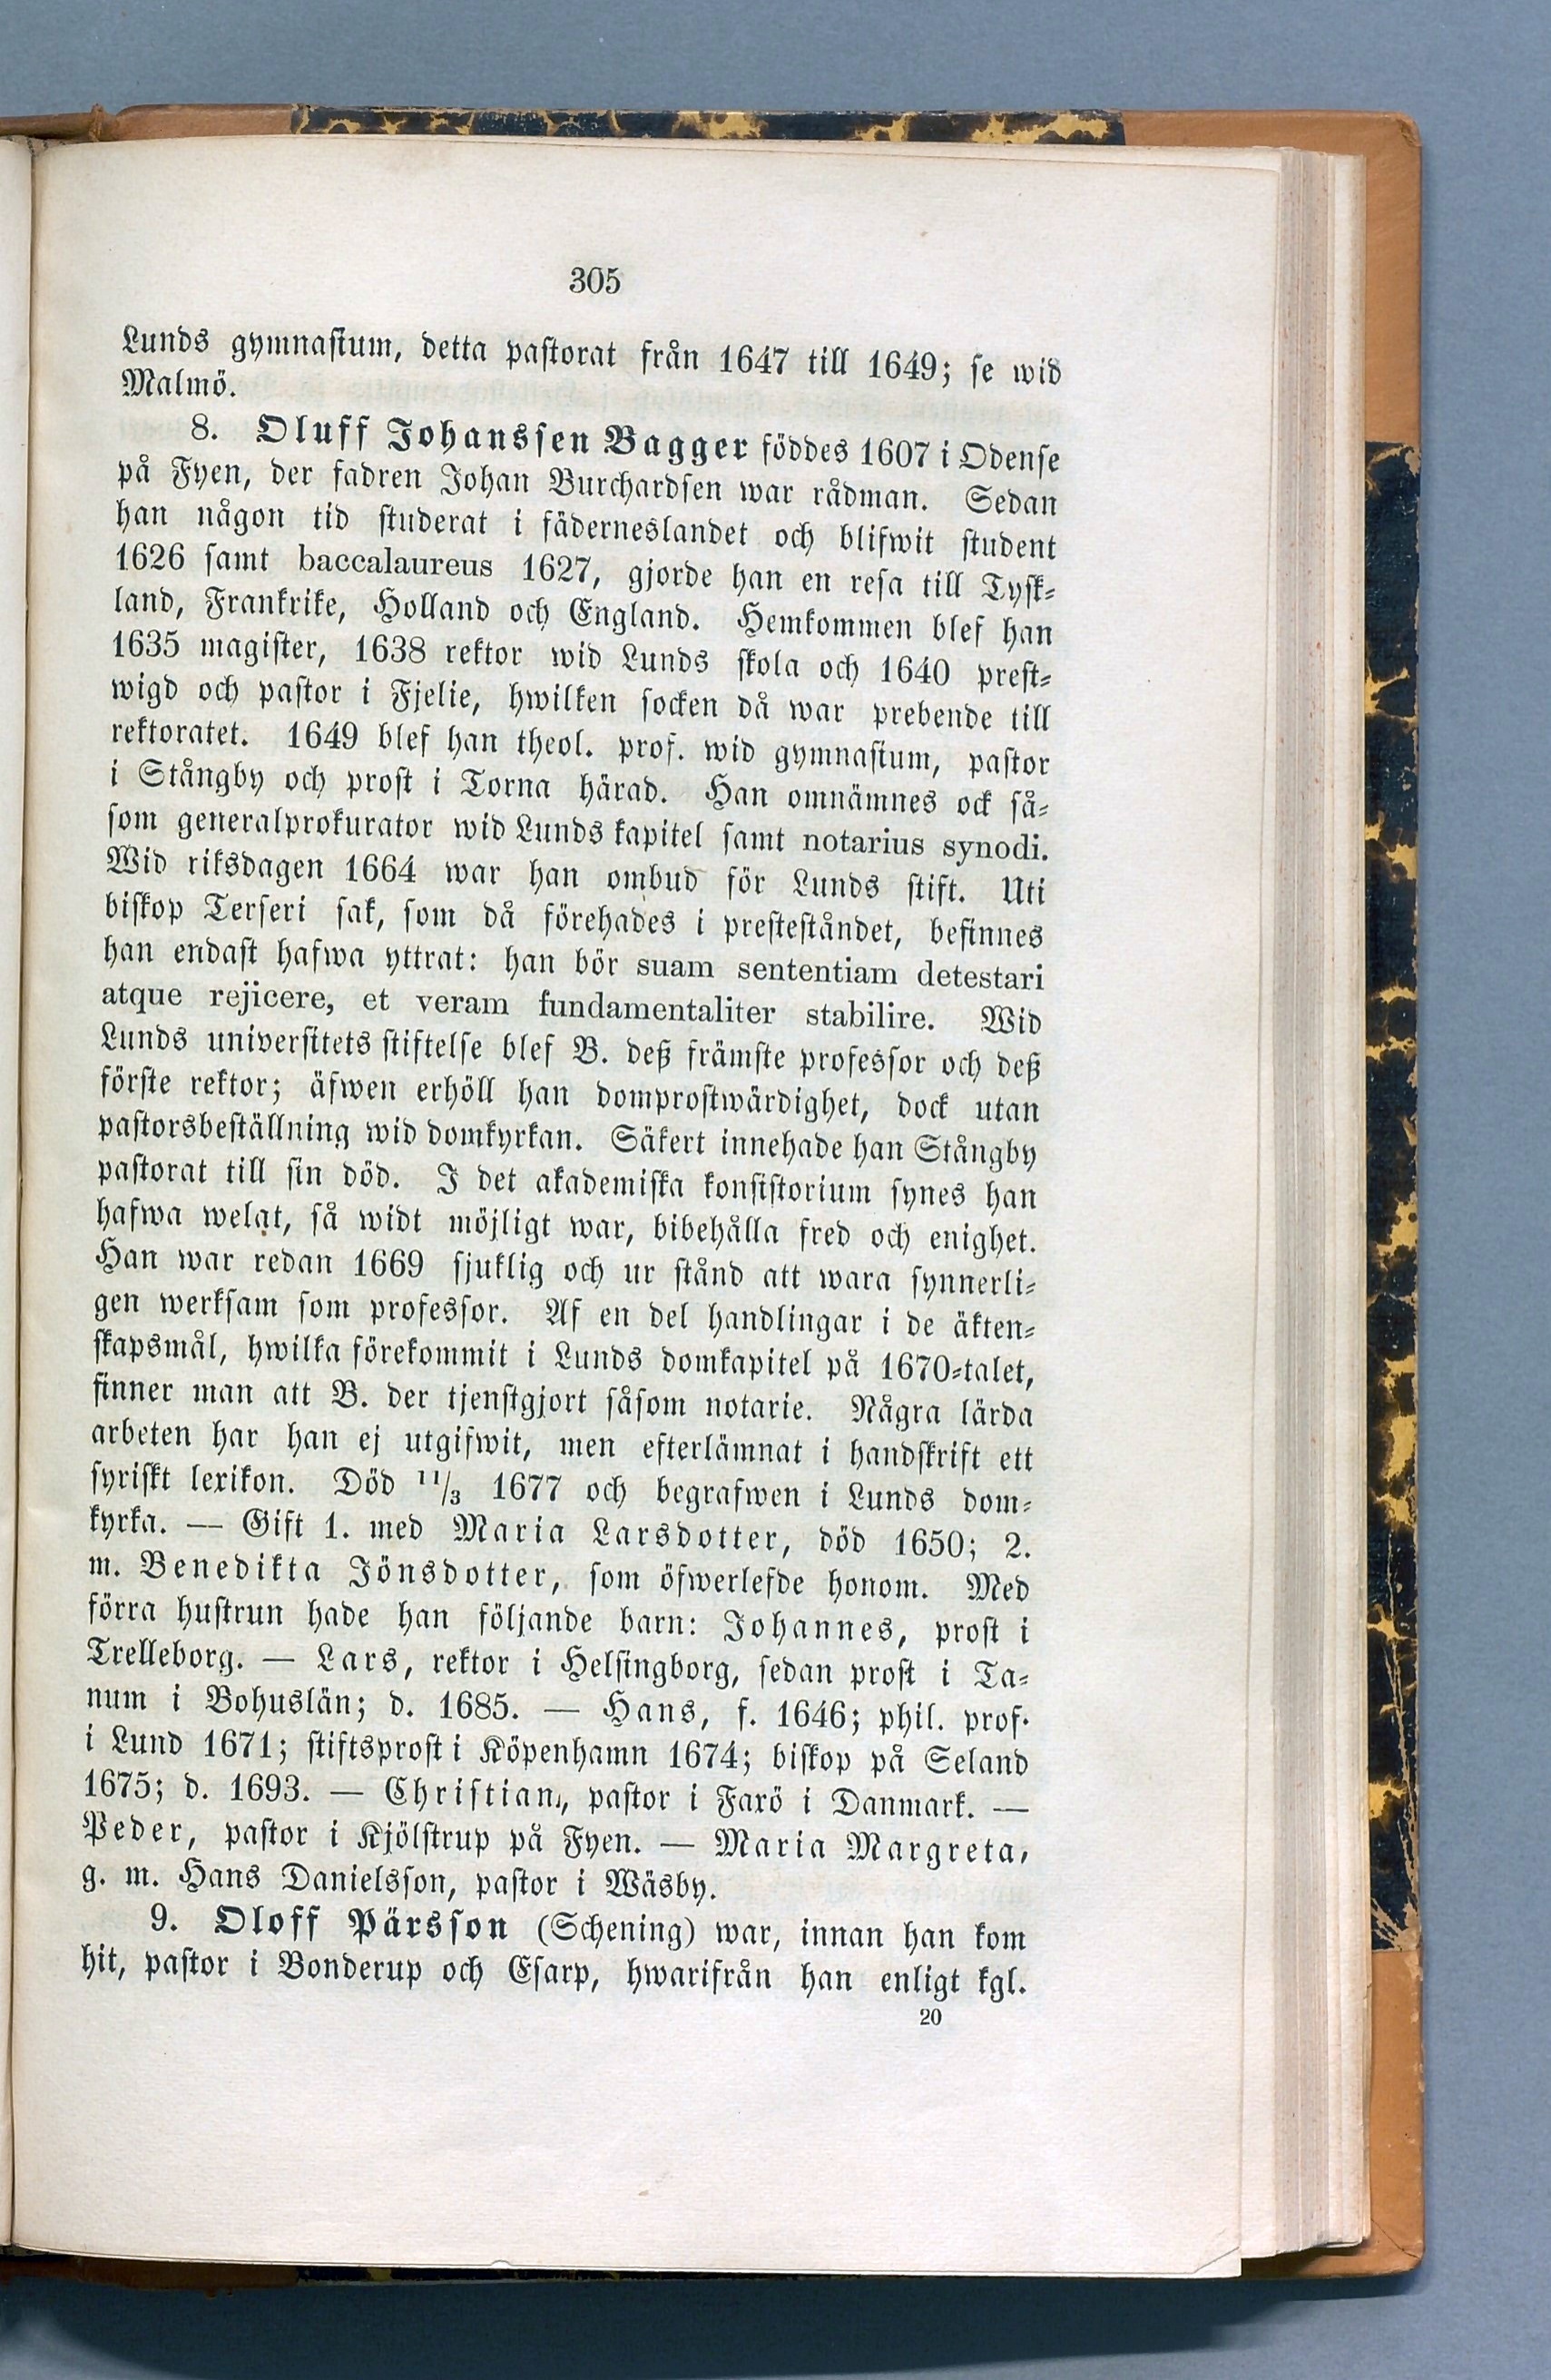 305
Lunds gymnasium, detta pastorat från 1647 till 1649; se wid
Malmö.
8. Oluff Johanssen Bagger föddes 1607 i Odense
på Fyen, der fadren Johan Burchardsen war rådman. Sedan
han någon tid studerat i fäderneslandet och blifwit student
1626 samt baccalaureus 1627, gjorde han en resa till Tysk-
land, Frankrike, Holland och England. Hemkommen blef han
1635 magister, 1638 rektor wid Lunds skola och 1640 prest-
wigd och pastor i Fjelie, hwilken socken då war prebende till
rektoratet. 1649 blef han theol. prof. wid gymnasium, pastor
i Stångby och prost i Torna härad. Han omnämnes ock så-
som generalprokurator wid Lunds kapitel samt notarius synodi.
Wid riksdagen 1664 war han ombud för Lunds stift. Uti
biskop Terseri sak, som då förehades i presteståndet, befinnes
han endast hafwa yttrat: han bör suam sententiam detestari
atque rejicere, et veram fundamentaliter stabilire. Wid
Lunds universitets stiftelse blef B. deß främste professor och deß
förste rektor; äfwen erhöll han domprostwärdighet, dock utan
pastorsbeställning wid domkyrkan. Säkert innehade han Stångby
pastorat till sin död. I det akademiska konsistorium synes han
hafwa welat, så widt möjligt war, bibehålla fred och enighet.
Han war redan 1669 sjuklig och ur stånd att wara synnerli-
gen werksam som professor. Af en del handlingar i de äkten-
skapsmål, hwilka förekommit i Lunds domkapitel på 1670-talet,
finner man att B. der tjenstgjort såsom notarie. Några lärda
arbeten har han ej utgifwit, men efterlämnat i handskrift ett
syriskt lexikon. Död 11/3 1677 och begrafwen i Lunds dom-
kyrka. — Gift 1. med Maria Larsdotter, död 1650; 2.
m. Benedikta Jönsdotter, som öfwerlefde honom. Med
förra hustrun hade han följande barn: Johannes, prost i
Trelleborg. — Lars, rektor i Helsingborg, sedan prost i Ta-
num i Bohuslän; d. 1685. — Hans, f. 1646; phil. prof.
i Lund 1671; stiftsprost i Köpenhamn 1674; biskop på Seland
1675; d. 1693. — Christian, pastor i Farö i Danmark. —
Peder, pastor i Kjölstrup på Fyen. — Maria Margreta,
g. m. Hans Danielsson, pastor i Wäsby.
9. Oloff Pärsson (Schening) war, innan han kom
hit, pastor i Bonderup och Esarp, hwarifrån han enligt kgl.
20